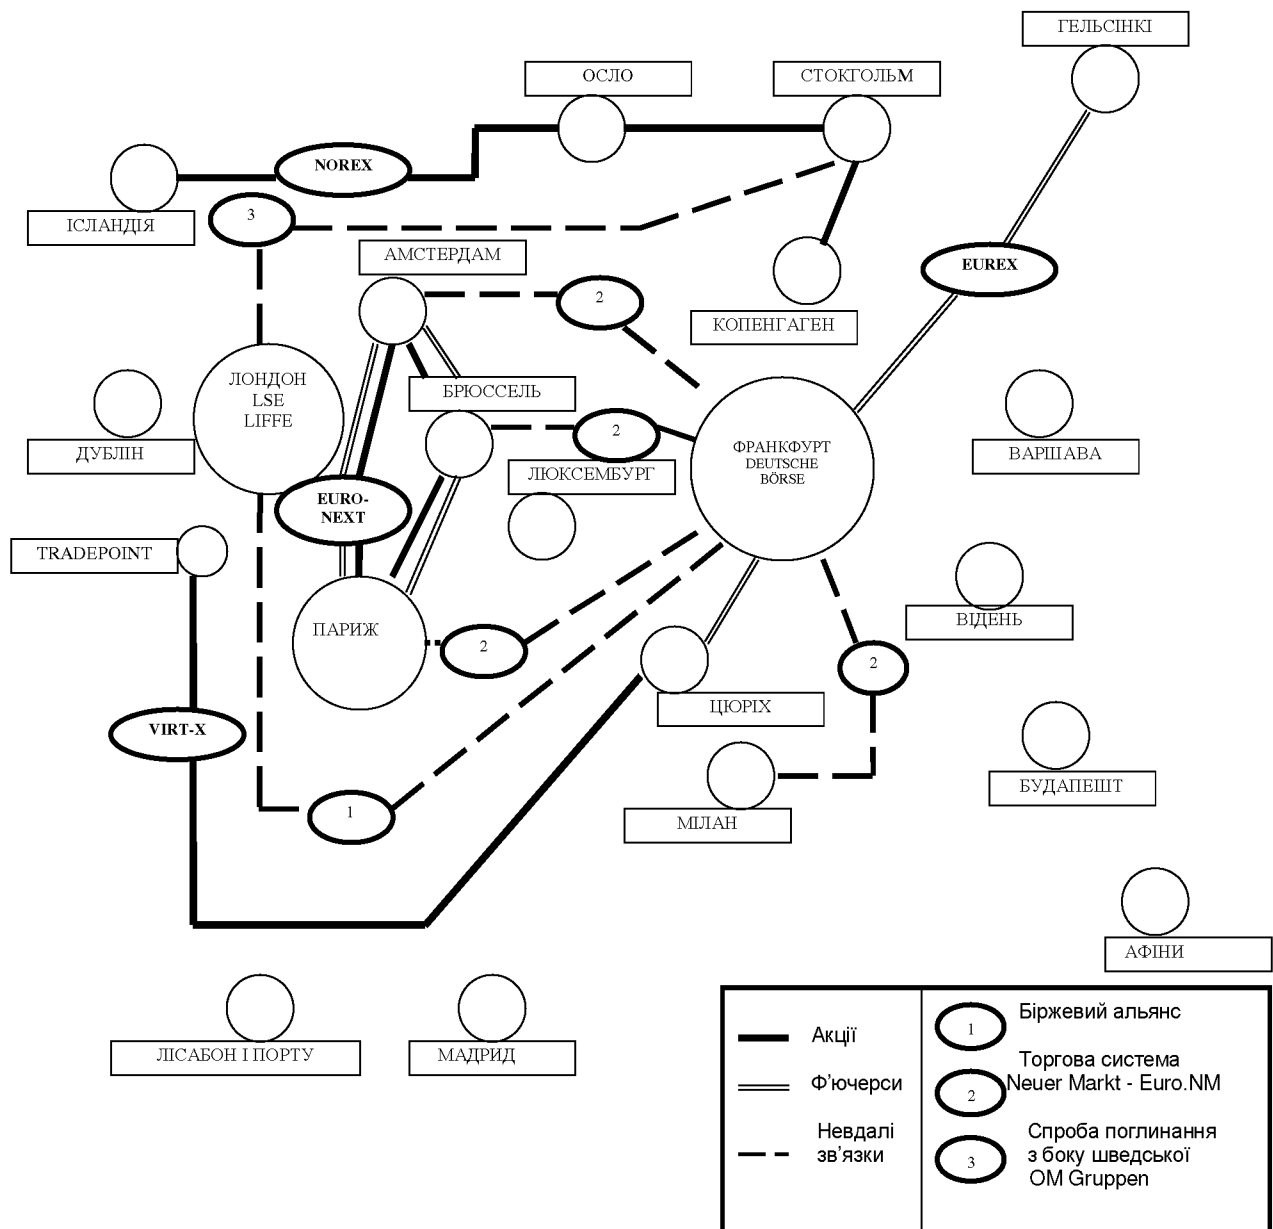 ГЕЛЬСІНКІ
ОСЛО
СТОКГОЛЬМ
NOREX
ІСЛАНДІЯ
3
АМСТЕРДАМ
EUREX
2
КОПЕНГАГЕН
ЛОНДОН
LSE
LIFFE
БРЮССЕЛЬ
2
ДУБЛІН
ФРАНКФУРТ
DEUTSCHE
BÖRSE
ВАРШАВА
ЛЮКСЕМБУРГ
EURO-
NEXT
TRADEPOINT
ПАРИЖ
2
ВІДЕНЬ
2
ЦЮРІХ
VIRT-X
БУДАПЕШТ
1
МІЛАН
АФІНИ
ЛІСАБОН І ПОРТУ
МАДРИД
Акції
Ф'ючерси
Невдалі
зв'язки
1
Біржевий альянс
2
Торгова система
Neuer Markt - Euro.NM
3
Спроба поглинання
з боку шведської
OM Gruppen